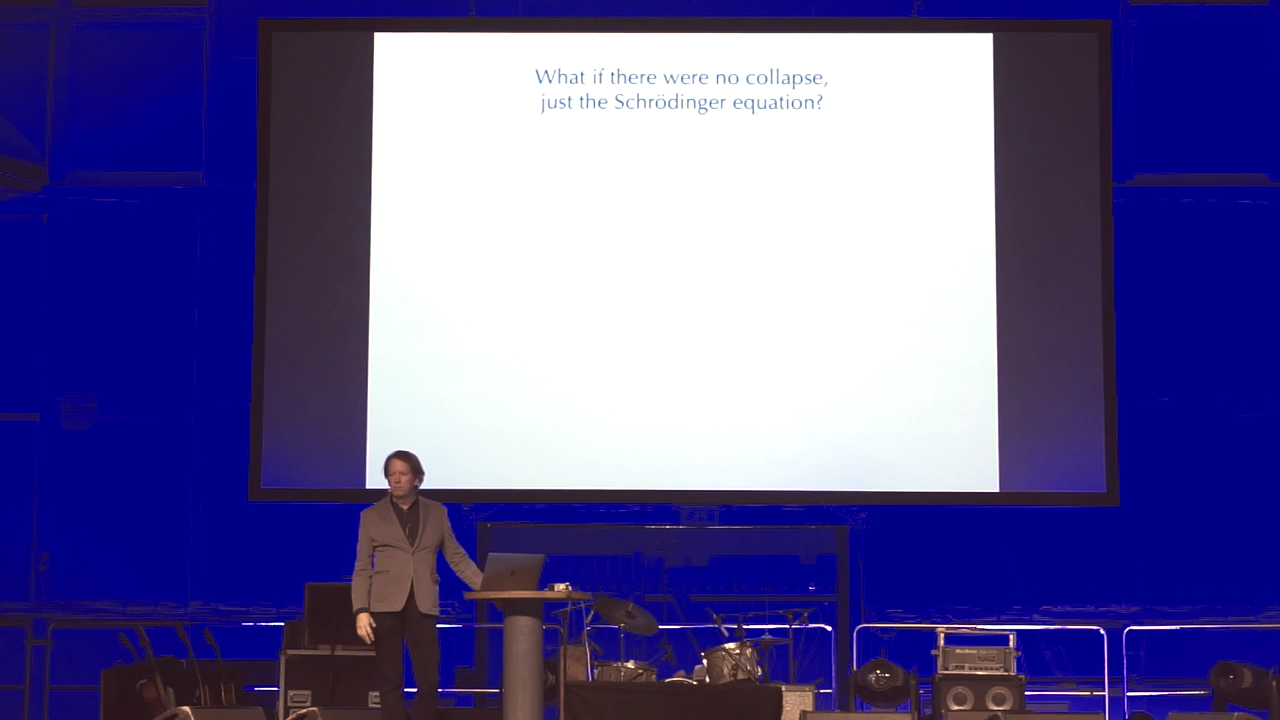 What if there were no collapse,
just the Schrödinger equation?